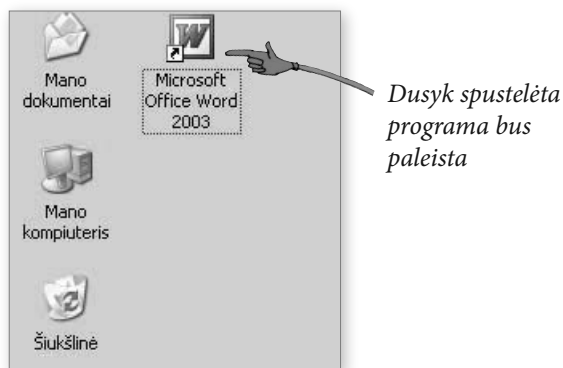 Mano
dokumentai
Microsoft
Office Word
2003
Mano
kompiuteris
Šiukšlinė
Dusyk spustelėta
programa bus
paleista